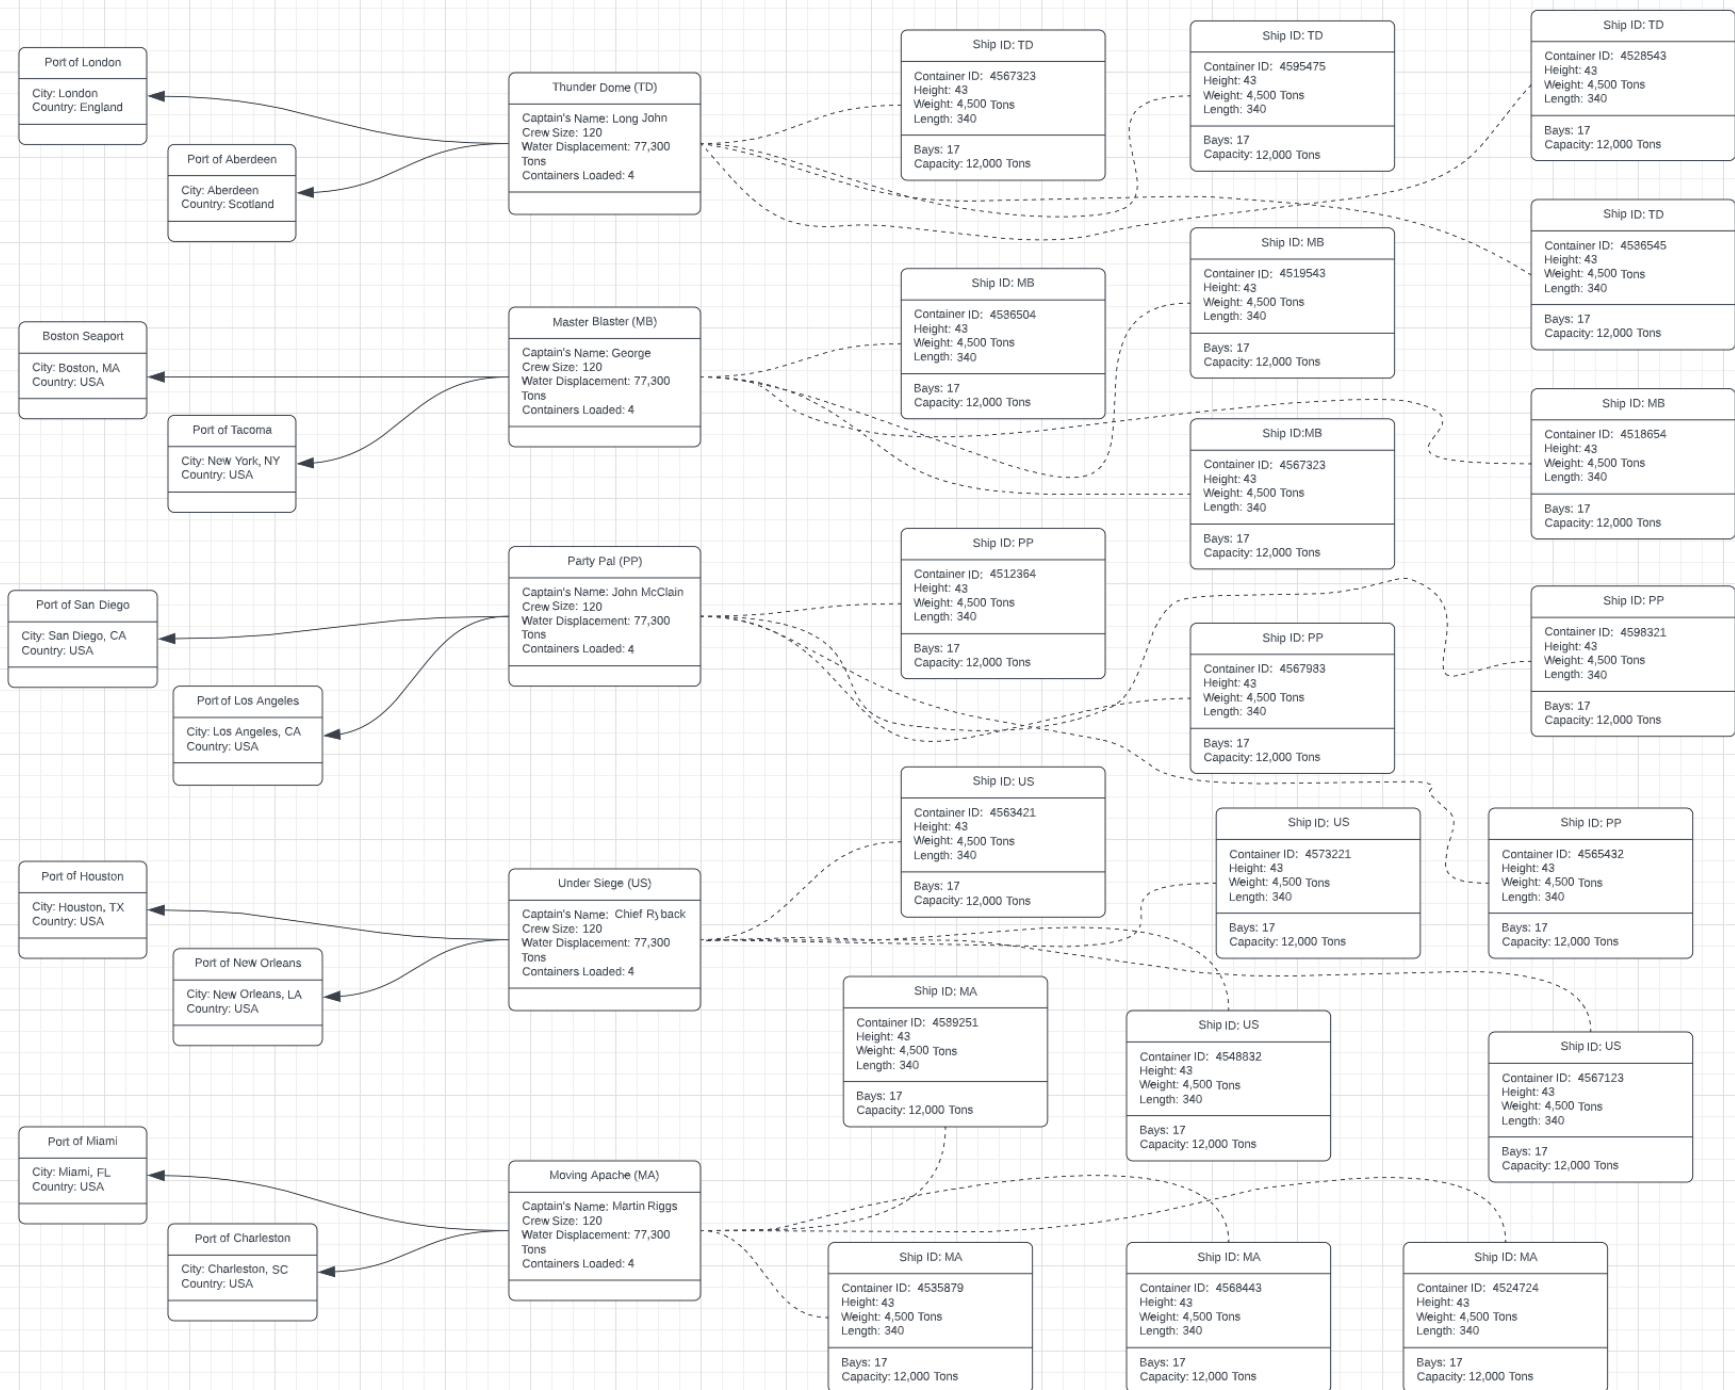 Port of London
City: London
Country: England
Port of Aberdeen
City: Aberdeen
Country: Scotland
Thunder Dome (TD)
Captain's Name: Long John
Crew Size: 120
Water Displacement: 77,300
Tons
Containers Loaded: 4
Ship ID: TD
Container ID: 4567323
Height: 43
Weight: 4,500 Tons
Length: 340
Bays: 17
Capacity: 12,000 Tons
Ship ID: TD
Container ID: 4595475
Height: 43
Weight: 4,500 Tons
Length: 340
Bays: 17
Capacity: 12,000 Tons
Ship ID: TD
Container ID: 4528543
Height: 43
Weight: 4,500 Tons
Length: 340
Bays: 17
Capacity: 12,000 Tons
Ship ID: TD
Container ID: 4536545
Height: 43
Weight: 4,500 Tons
Length: 340
Bays: 17
Capacity: 12,000 Tons
Boston Seaport
City: Boston, MA
Country: USA
Port of Tacoma
City: New York, NY
Country: USA
Master Blaster (MB)
Captain's Name: George
Crew Size: 120
Water Displacement: 77,300
Tons
Containers Loaded: 4
Ship ID: MB
Container ID: 4536504
Height: 43
Weight: 4,500 Tons
Length: 340
Bays: 17
Capacity: 12,000 Tons
Ship ID: MB
Container ID: 4519543
Height: 43
Weight: 4,500 Tons
Length: 340
Bays: 17
Capacity: 12,000 Tons
Ship ID:MB
Container ID: 4567323
Height: 43
Weight: 4,500 Tons
Length: 340
Bays: 17
Capacity: 12,000 Tons
Ship ID: MB
Container ID: 4518654
Height: 43
Weight: 4,500 Tons
Length: 340
Bays: 17
Capacity: 12,000 Tons
Port of San Diego
City: San Diego, CA
Country: USA
Port of Los Angeles
City: Los Angeles, CA
Country: USA
Party Pal (PP)
Captain's Name: John McClain
Crew Size: 120
Water Displacement: 77,300
Tons
Containers Loaded: 4
Ship ID: PP
Container ID: 4512364
Height: 43
Weight: 4,500 Tons
Length: 340
Bays: 17
Capacity: 12,000 Tons
Ship ID: PP
Container ID: 4567983
Height: 43
Weight: 4,500 Tons
Length: 340
Bays: 17
Capacity: 12,000 Tons
Ship ID: PP
Container ID: 4598321
Height: 43
Weight: 4,500 Tons
Length: 340
Bays: 17
Capacity: 12,000 Tons
Ship ID: PP
Container ID: 4565432
Height: 43
Weight: 4,500 Tons
Length: 340
Bays: 17
Capacity: 12,000 Tons
Port of Houston
City: Houston, TX
Country: USA
Port of New Orleans
City: New Orleans, LA
Country: USA
Under Siege (US)
Captain's Name: Chief Ryback
Crew Size: 120
Water Displacement: 77,300
Tons
Containers Loaded: 4
Ship ID: US
Container ID: 4563421
Height: 43
Weight: 4,500 Tons
Length: 340
Bays: 17
Capacity: 12,000 Tons
Ship ID: US
Container ID: 4573221
Height: 43
Weight: 4,500 Tons
Length: 340
Bays: 17
Capacity: 12,000 Tons
Ship ID: US
Container ID: 4548832
Height: 43
Weight: 4,500 Tons
Length: 340
Bays: 17
Capacity: 12,000 Tons
Ship ID: US
Container ID: 4567123
Height: 43
Weight: 4,500 Tons
Length: 340
Bays: 17
Capacity: 12,000 Tons
Port of Miami
City: Miami, FL
Country: USA
Port of Charleston
City: Charleston, SC
Country: USA
Moving Apache (MA)
Captain's Name: Martin Riggs
Crew Size: 120
Water Displacement: 77,300
Tons
Containers Loaded: 4
Ship ID: MA
Container ID: 4589251
Height: 43
Weight: 4,500 Tons
Length: 340
Bays: 17
Capacity: 12,000 Tons
Ship ID: MA
Container ID: 4535879
Height: 43
Weight: 4,500 Tons
Length: 340
Bays: 17
Capacity: 12,000 Tons
Ship ID: MA
Container ID: 4568443
Height: 43
Weight: 4,500 Tons
Length: 340
Bays: 17
Capacity: 12,000 Tons
Ship ID: MA
Container ID: 4524724
Height: 43
Weight: 4,500 Tons
Length: 340
Bays: 17
Capacity: 12,000 Tons